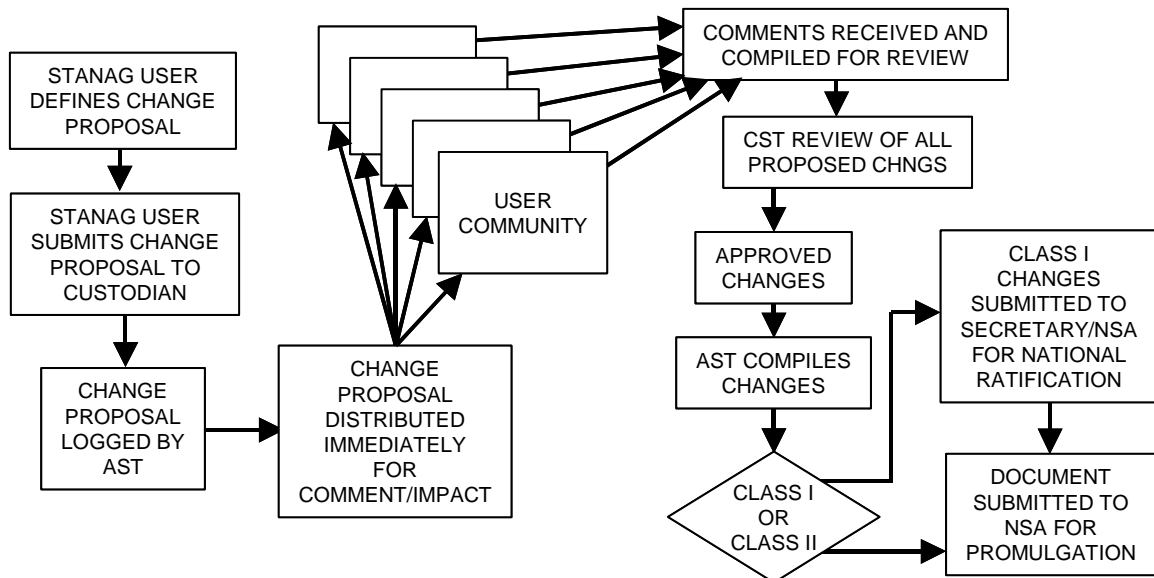 STANAG USER
DEFINES CHANGE
PROPOSAL
STANAG USER
SUBMITS CHANGE
PROPOSAL TO
CUSTODIAN
CHANGE
PROPOSAL
LOGGED BY
AST
CHANGE
PROPOSAL
DISTRIBUTED
IMMEDIATELY
FOR
COMMENT/IMPACT
USER
COMMUNITY
COMMENTS RECEIVED AND
COMPILED FOR REVIEW
CST REVIEW OF ALL
PROPOSED CHNGS
APPROVED
CHANGES
AST COMPILES
CHANGES
CLASS I
OR
CLASS II
CLASS I
CHANGES
SUBMITTED TO
SECRETARY/NSA
FOR NATIONAL
RATIFICATION
DOCUMENT
SUBMITTED TO
NSA FOR
PROMULGATION